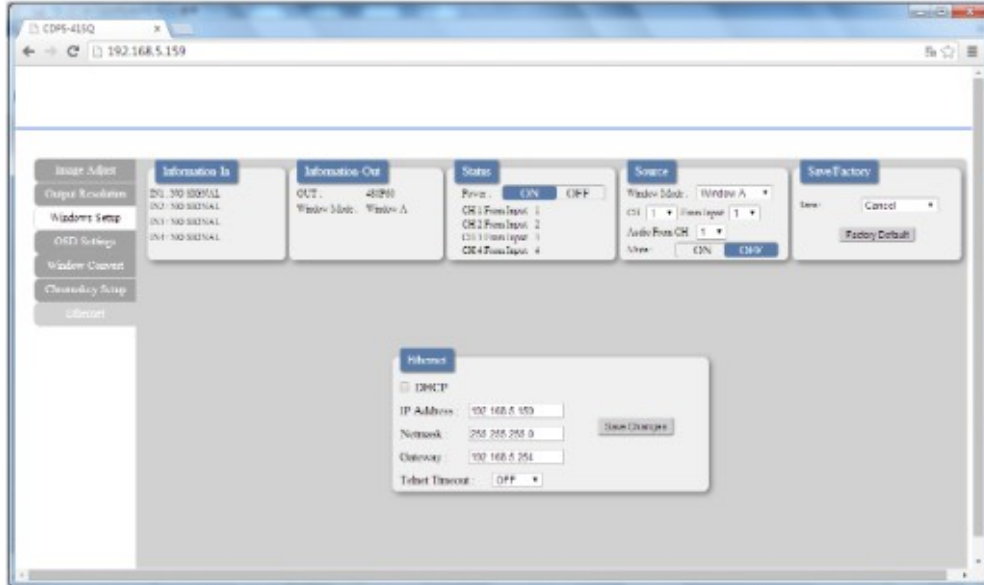 CDPS-41SQ
192.168.5.159
Image Adjust
Output Resolution
Windows Setup
OSD Settings
Window Convert
Chromakey Setup
Ethernet
Information In
IN1: NO SIGNAL
IN2: NO SIGNAL
IN3: NO SIGNAL
IN4: NO SIGNAL
Information Out
OUT : 480P60
Window Mode : Window A
Status
Power : ON OFF
CH 1 From Input 1
CH 2 From Input 2
CH 3 From Input 3
CH 4 From Input 4
Source
Window Mode : Window A
CH 1 From Input 1
Audio From CH 1
Mute : ON OFF
Save/Factory
Cancel
Factory Default
Ethernet
DHCP
IP Address : 192.168.5.159
Netmask : 255.255.255.0
Gateway : 192.168.5.254
Telnet Timeout : OFF
Save Changes